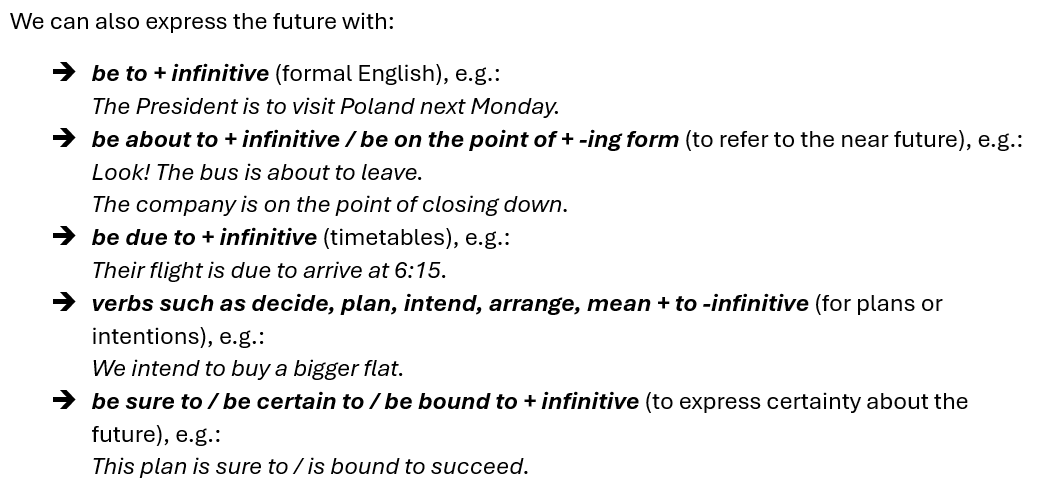 We can also express the future with:
➔ be to + infinitive (formal English), e.g.:
The President is to visit Poland next Monday.
➔ be about to + infinitive / be on the point of + -ing form (to refer to the near future), e.g.:
Look! The bus is about to leave.
The company is on the point of closing down.
➔ be due to + infinitive (timetables), e.g.:
Their flight is due to arrive at 6:15.
➔ verbs such as decide, plan, intend, arrange, mean + to -infinitive (for plans or
intentions), e.g.:
We intend to buy a bigger flat.
➔ be sure to / be certain to / be bound to + infinitive (to express certainty about the
future), e.g.:
This plan is sure to / is bound to succeed.